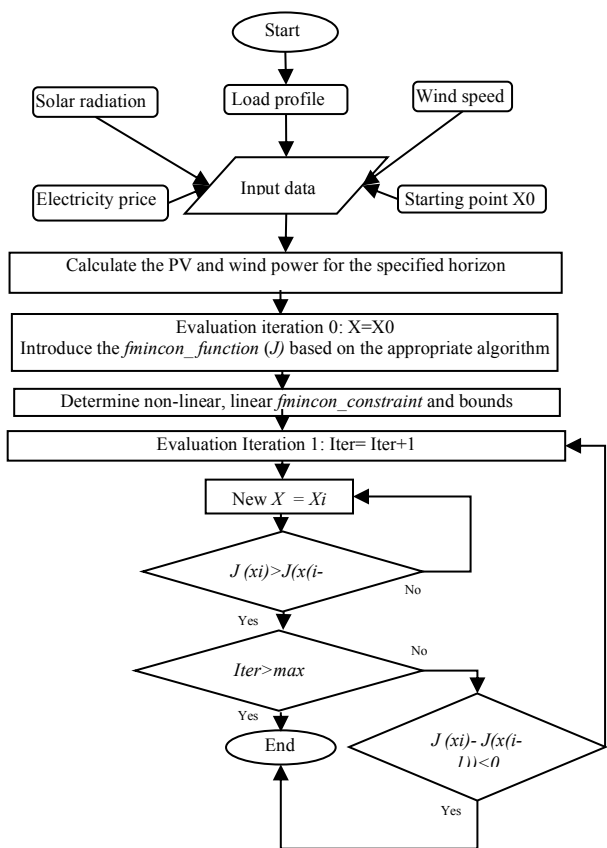 Start
Solar radiation
Load profile
Wind speed
Input data
Electricity price
Starting point X0
Calculate the PV and wind power for the specified horizon
Evaluation iteration 0: X=X0
Introduce the fmincon_function (J) based on the appropriate algorithm
Determine non-linear, linear fmincon_constraint and bounds
Evaluation Iteration 1: Iter= Iter+1
New X = Xi
J (xi)>J(x(i-
No
Yes
Iter>max
No
Yes
End
J (xi)- J(x(i-
1))<0
Yes